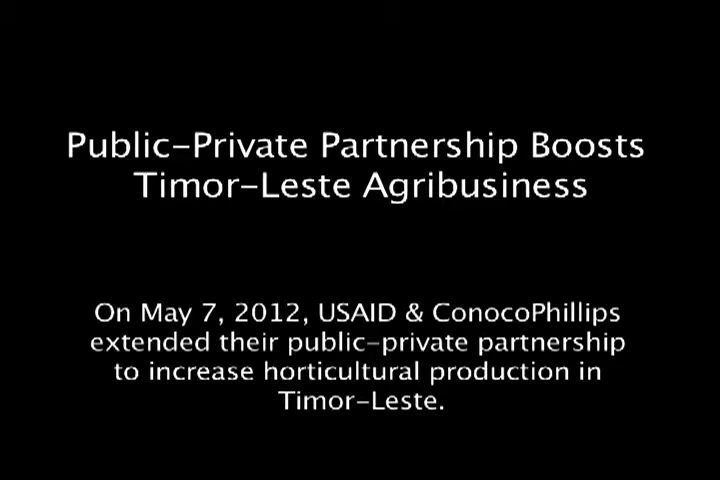 Public-Private Partnership Boosts
Timor-Leste Agribusiness
On May 7, 2012, USAID & ConocoPhillips
extended their public-private partnership
to increase horticultural production in
Timor-Leste.